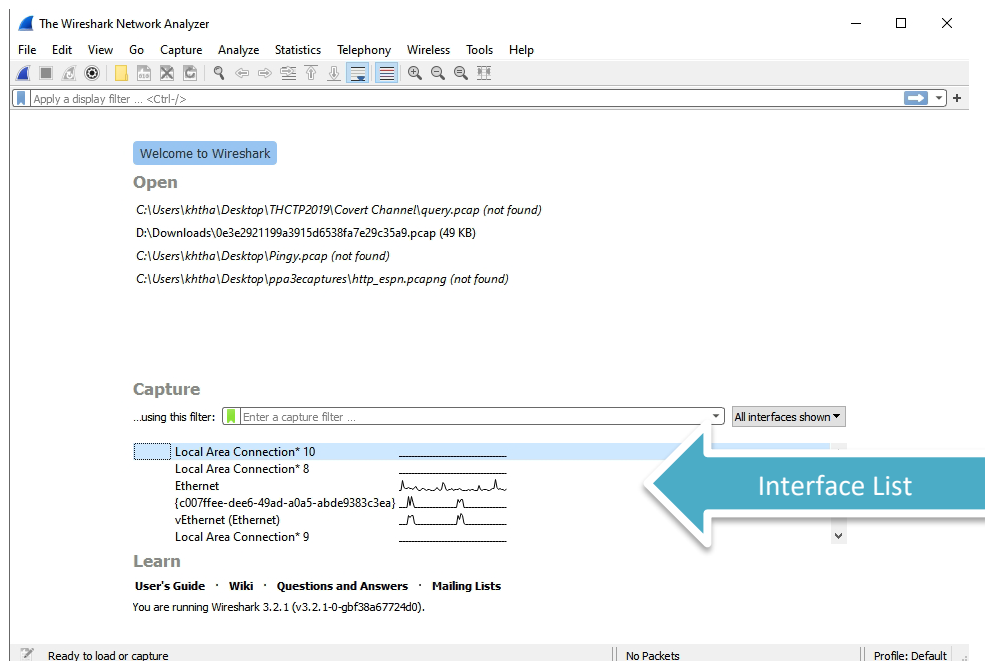 The Wireshark Network Analyzer
File Edit View Go Capture Analyze Statistics Telephony Wireless Tools Help
Apply a display filter ... <Ctrl-/>
Welcome to Wireshark
Open
C:\Users\khtha\Desktop\THCTP2019\Covert Channel\query.pcap (not found)
D:\Downloads\0e3e2921199a3915d6538fa7e29c35a9.pcap (49 KB)
C:\Users\khtha\Desktop\Pingy.pcap (not found)
C:\Users\khtha\Desktop\ppa3ecaptures\http_espn.pcapng (not found)
Capture
...using this filter: Enter a capture filter ... All interfaces shown
Local Area Connection* 10
Local Area Connection* 8
Ethernet
Interface List
{c007ffee-dee6-49ad-a0a5-abde9383c3ea}
vEthernet (Ethernet)
Local Area Connection* 9
Learn
User's Guide · Wiki · Questions and Answers · Mailing Lists
You are running Wireshark 3.2.1 (v3.2.1-0-gbf38a67724d0).
Ready to load or capture No Packets Profile: Default